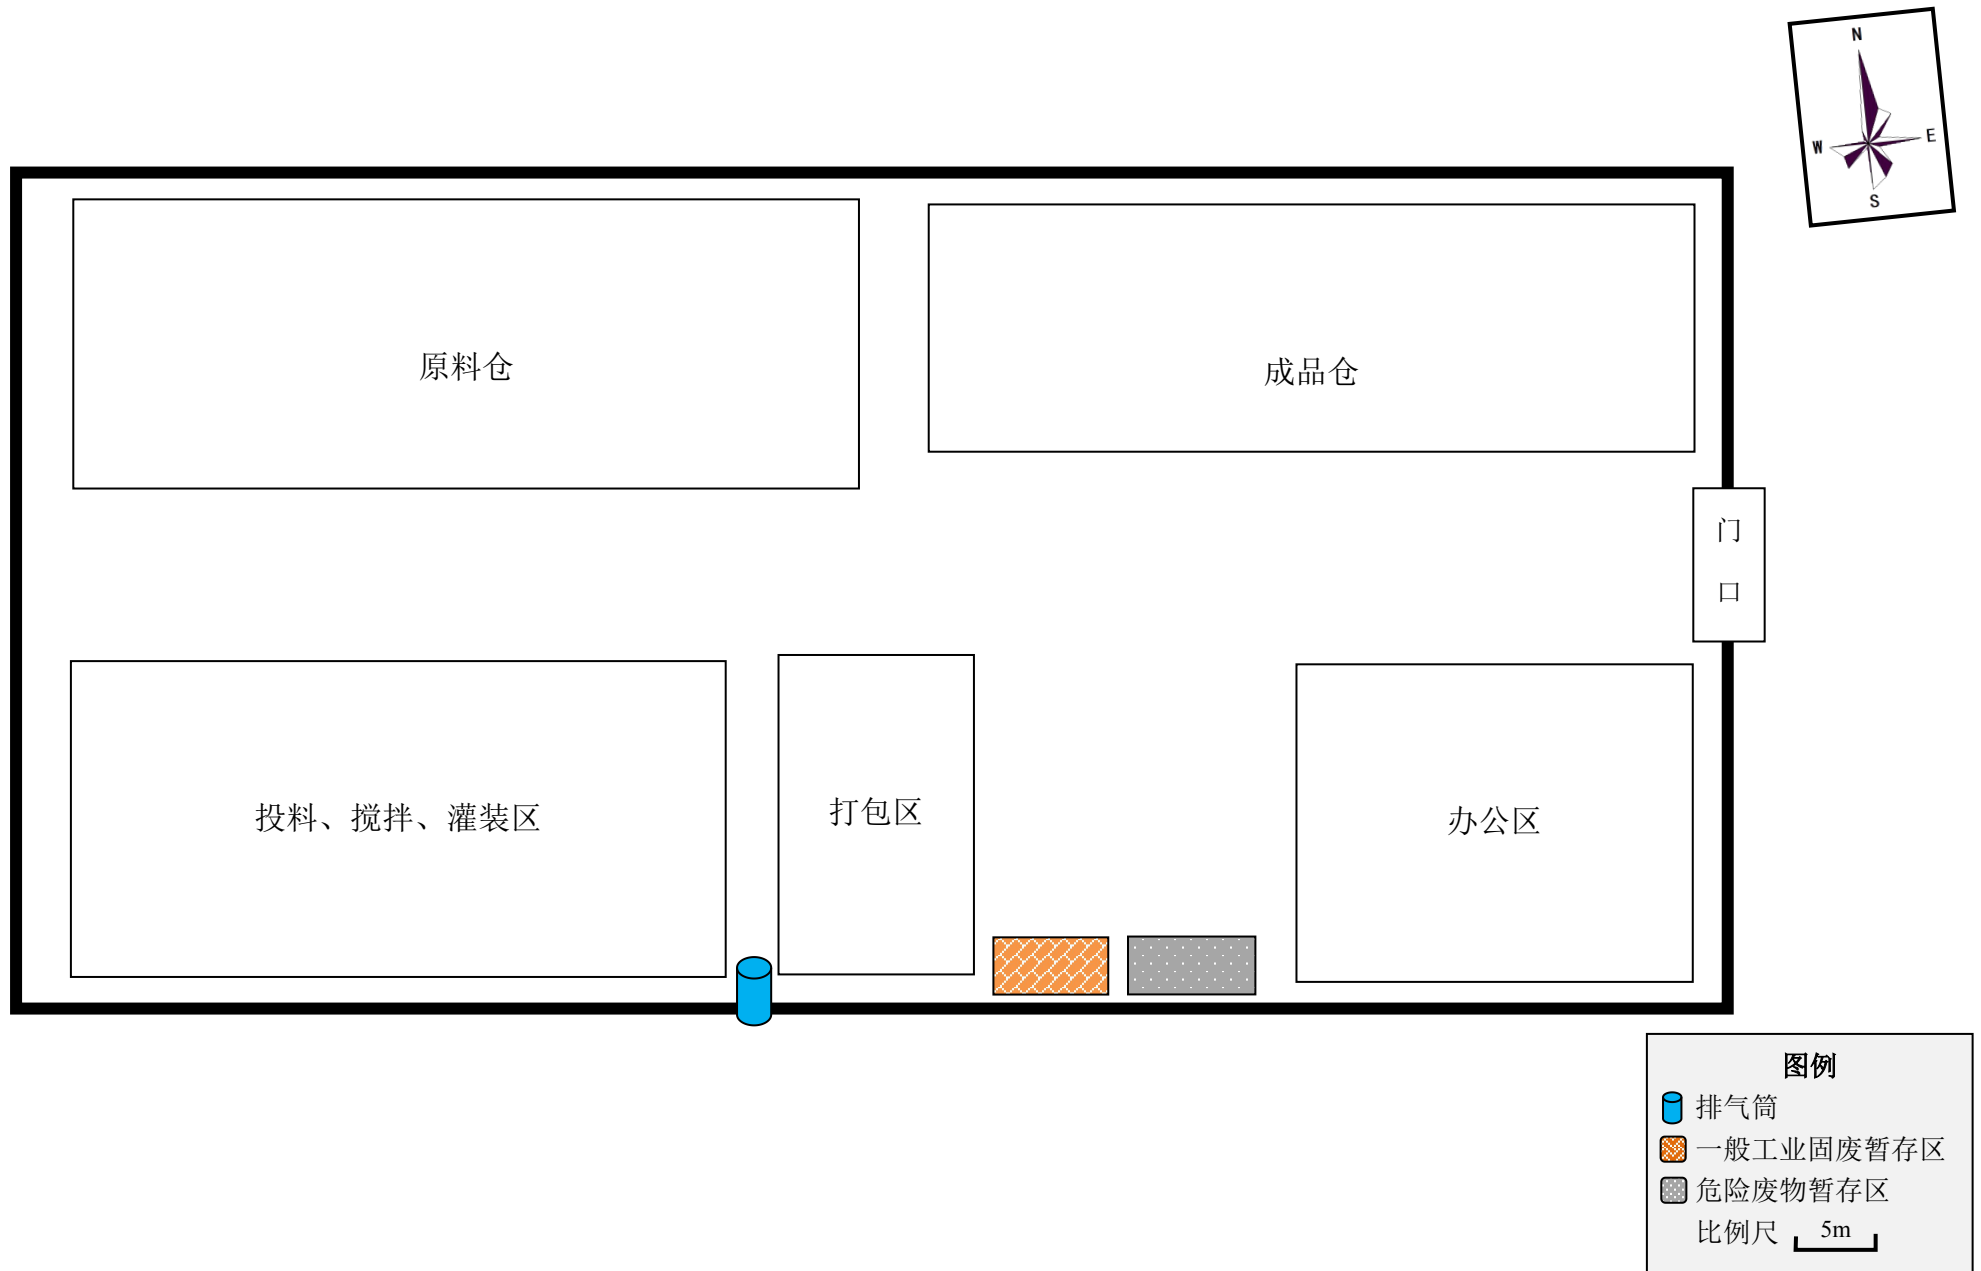 N
W
E
S
原料仓
成品仓
门
口
投料、搅拌、灌装区
打包区
办公区
图例
排气筒
一般工业固废暂存区
危险废物暂存区
比例尺 5m